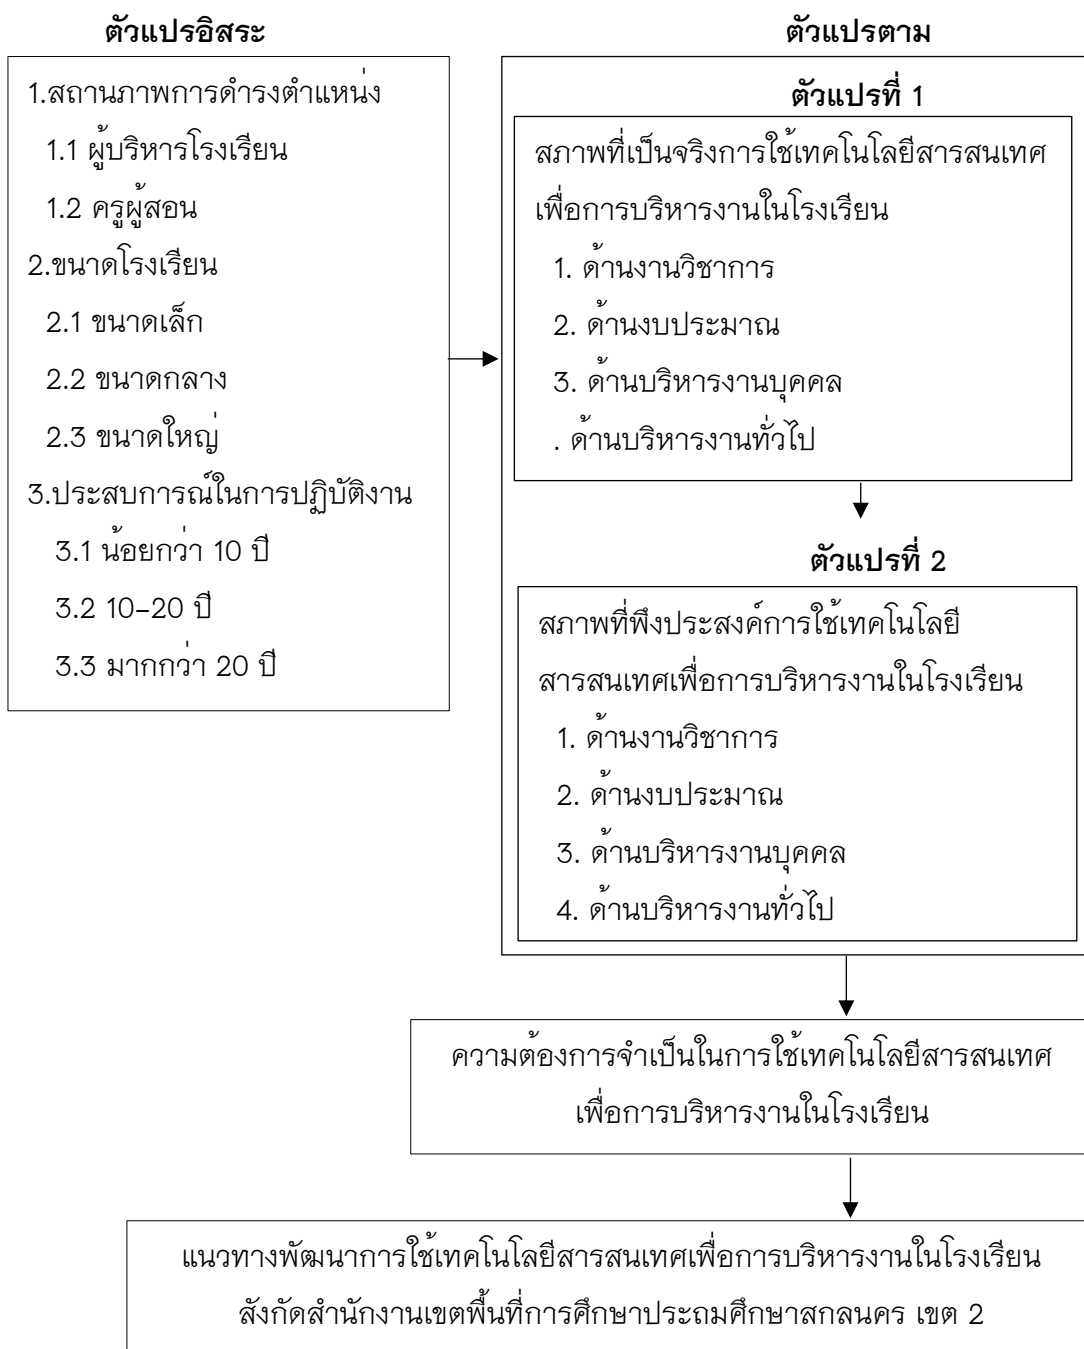 ตัวแปรอิสระ
1.สถานภาพการดำรงตำแหน่ง
1.1 ผู้บริหารโรงเรียน
1.2 ครูผู้สอน
2.ขนาดโรงเรียน
2.1 ขนาดเล็ก
2.2 ขนาดกลาง
2.3 ขนาดใหญ่
3.ประสบการณ์ในการปฏิบัติงาน
3.1 น้อยกว่า 10 ปี
3.2 10–20 ปี
3.3 มากกว่า 20 ปี
ตัวแปรตาม
ตัวแปรที่ 1
สภาพที่เป็นจริงการใช้เทคโนโลยีสารสนเทศ
เพื่อการบริหารงานในโรงเรียน
1. ด้านงานวิชาการ
2. ด้านงบประมาณ
3. ด้านบริหารงานบุคคล
. ด้านบริหารงานทั่วไป
ตัวแปรที่ 2
สภาพที่พึงประสงค์การใช้เทคโนโลยี
สารสนเทศเพื่อการบริหารงานในโรงเรียน
1. ด้านงานวิชาการ
2. ด้านงบประมาณ
3. ด้านบริหารงานบุคคล
4. ด้านบริหารงานทั่วไป
ความต้องการจำเป็นในการใช้เทคโนโลยีสารสนเทศ
เพื่อการบริหารงานในโรงเรียน
แนวทางพัฒนาการใช้เทคโนโลยีสารสนเทศเพื่อการบริหารงานในโรงเรียน
สังกัดสำนักงานเขตพื้นที่การศึกษาประถมศึกษาสกลนคร เขต 2